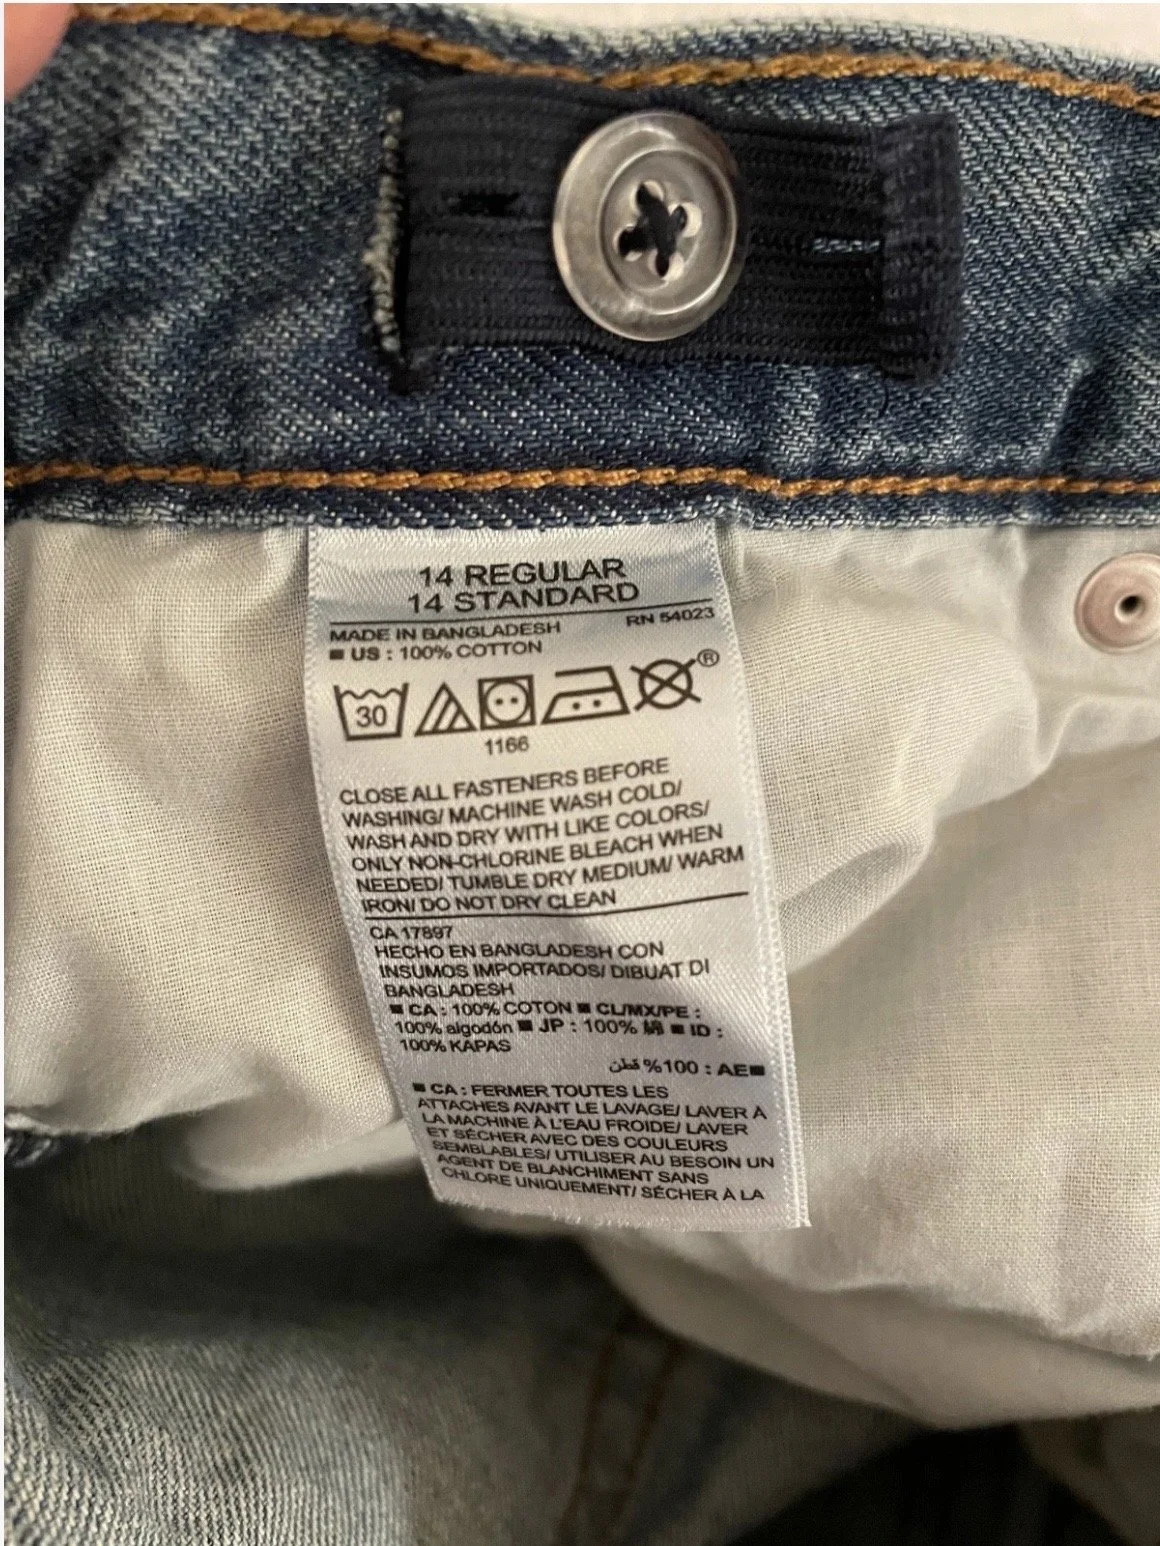 14 REGULAR
14 STANDARD
RN 54023
MADE IN BANGLADESH
■ US : 100% COTTON
30
®
1166
CLOSE ALL FASTENERS BEFORE
WASHING/ MACHINE WASH COLD/
WASH AND DRY WITH LIKE COLORS/
ONLY NON-CHLORINE BLEACH WHEN
NEEDED/ TUMBLE DRY MEDIUM/ WARM
IRON/ DO NOT DRY CLEAN
CA 17897
HECHO EN BANGLADESH CON
INSUMOS IMPORTADOS/ DIBUAT DI
BANGLADESH
■ CA : 100% COTON ■ CL/MX/PE :
100% algodón ■ JP : 100% 綿 ■ ID :
100% KAPAS
■AE : 100% قطن
■ CA : FERMER TOUTES LES
ATTACHES AVANT LE LAVAGE/ LAVER À
LA MACHINE À L'EAU FROIDE/ LAVER
ET SÉCHER AVEC DES COULEURS
SEMBLABLES/ UTILISER AU BESOIN UN
AGENT DE BLANCHIMENT SANS
CHLORE UNIQUEMENT/ SÉCHER À LA